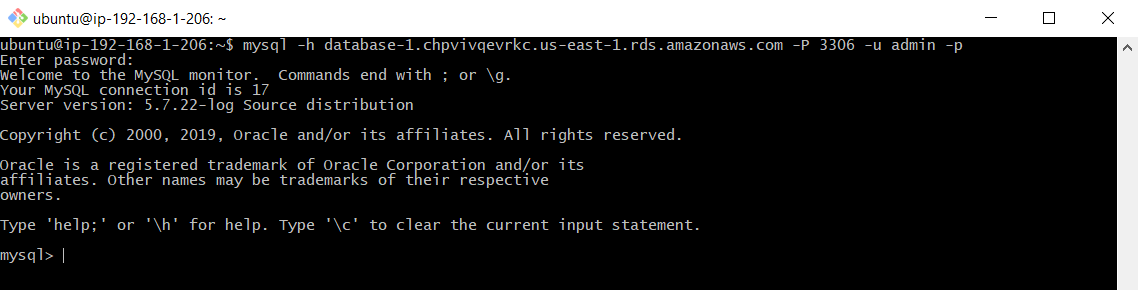 ubuntu@ip-192-168-1-206: ~
ubuntu@ip-192-168-1-206:~$ mysql -h database-1.chpvivqevrkc.us-east-1.rds.amazonaws.com -P 3306 -u admin -p
Enter password:
Welcome to the MySQL monitor.  Commands end with ; or \g.
Your MySQL connection id is 17
Server version: 5.7.22-log Source distribution
Copyright (c) 2000, 2019, Oracle and/or its affiliates. All rights reserved.
Oracle is a registered trademark of Oracle Corporation and/or its
affiliates. Other names may be trademarks of their respective
owners.
Type 'help;' or '\h' for help. Type '\c' to clear the current input statement.
mysql>